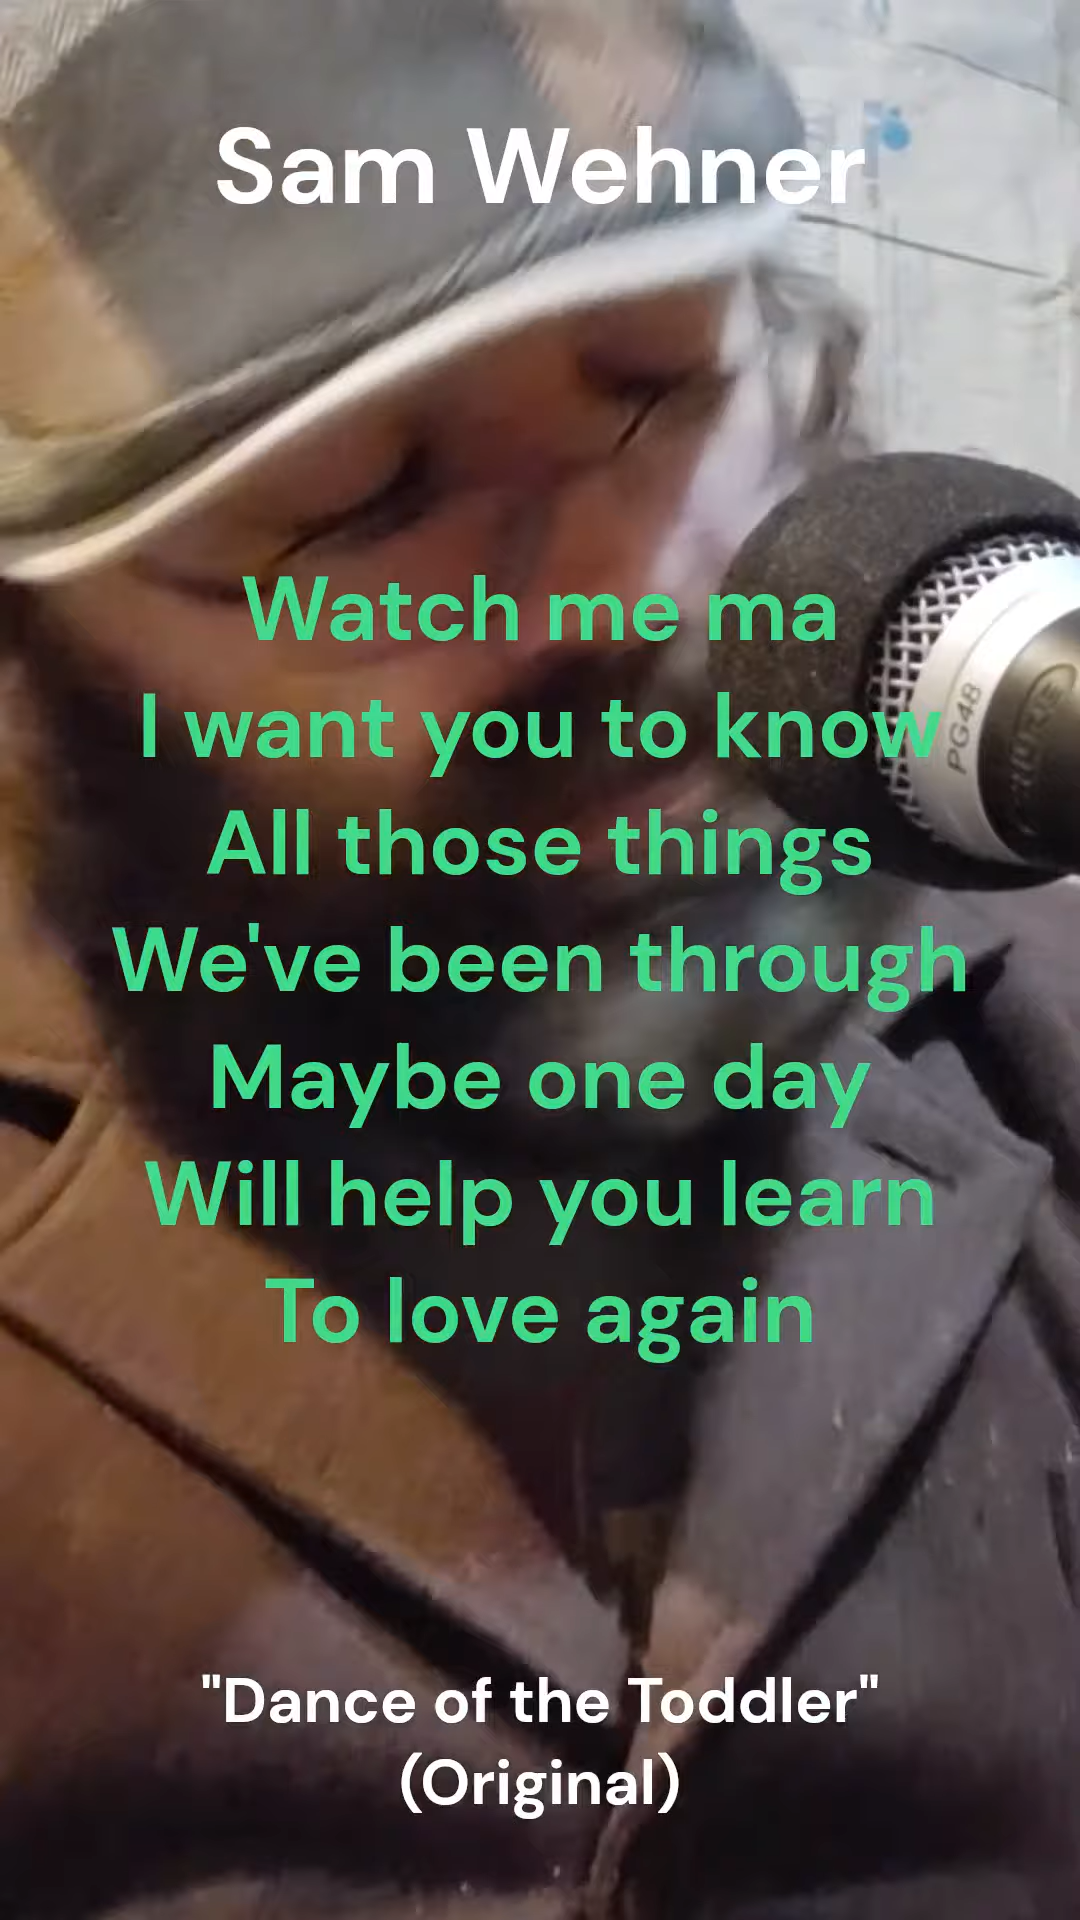 Sam Wehner
Watch me ma
I want you to know
All those things
We've been through
Maybe one day
Will help you learn
To love again
PG48
SHURE
"Dance of the Toddler"
(Original)